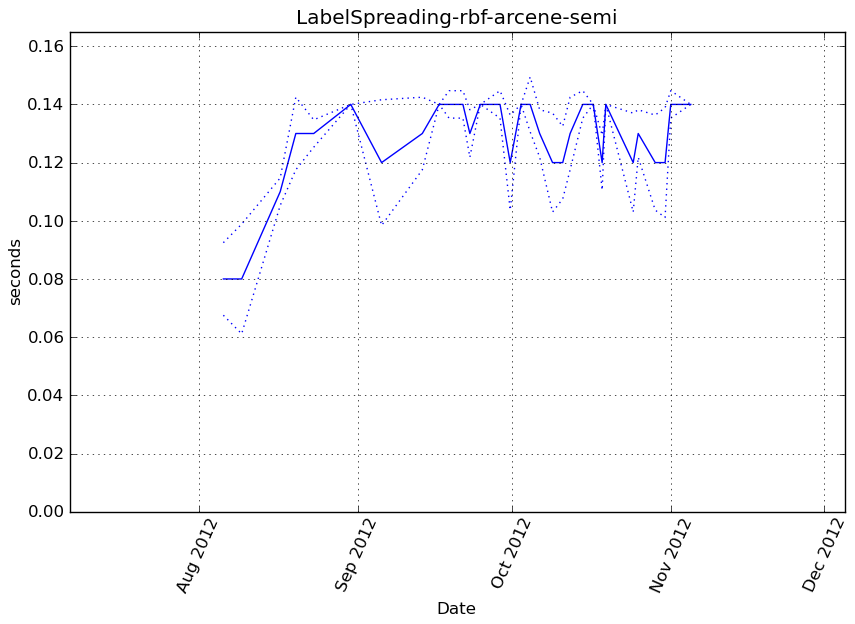 LabelSpreading-rbf-arcene-semi
0.16
0.14
0.12
0.10
0.08
0.06
0.04
0.02
0.00
seconds
Aug 2012
Sep 2012
Oct 2012
Nov 2012
Dec 2012
Date